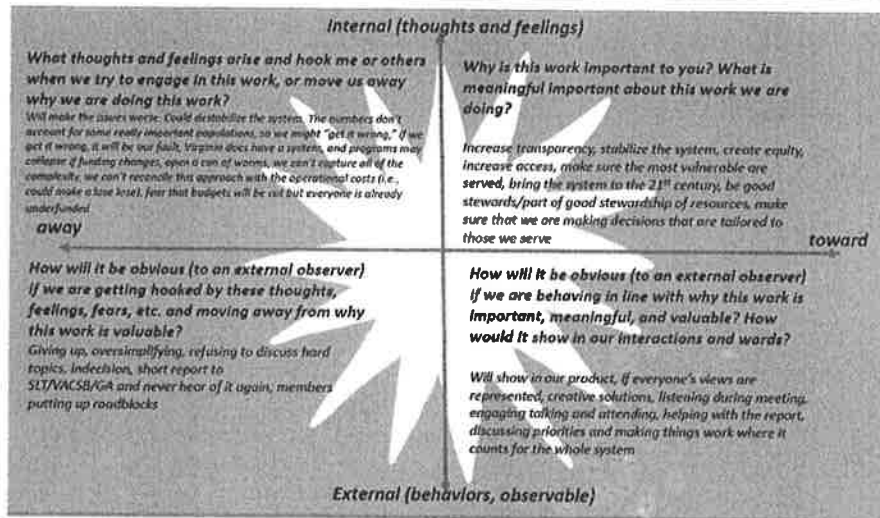 Internal (thoughts and feelings)
What thoughts and feelings arise and hook me or others
when we try to engage in this work, or move us away
why we are doing this work?
Will make the issues worse. Could destabilize the system. The numbers don't
account for some really important populations, so we might "get it wrong," if we
get it wrong, it will be our fault, Virginia does have a system, and programs may
collapse if funding changes, open a can of worms, we can't capture all of the
complexity, we can't reconcile this approach with the operational costs (i.e.,
could make a lose lose), fear that budgets will be cut but everyone is already
underfunded
Why is this work important to you? What is
meaningful important about this work we are
doing?
Increase transparency, stabilize the system, create equity,
increase access, make sure the most vulnerable are
served, bring the system to the 21st century, be good
stewards/part of good stewardship of resources, make
sure that we are making decisions that are tailored to
those we serve
away
toward
How will it be obvious (to an external observer)
if we are getting hooked by these thoughts,
feelings, fears, etc. and moving away from why
this work is valuable?
Giving up, oversimplifying, refusing to discuss hard
topics, indecision, short report to
SLT/VACSB/GA and never hear of it again, members
putting up roadblocks
How will it be obvious (to an external observer)
if we are behaving in line with why this work is
important, meaningful, and valuable? How
would it show in our interactions and words?
Will show in our product, if everyone's views are
represented, creative solutions, listening during meeting,
engaging talking and attending, helping with the report,
discussing priorities and making things work where it
counts for the whole system
External (behaviors, observable)